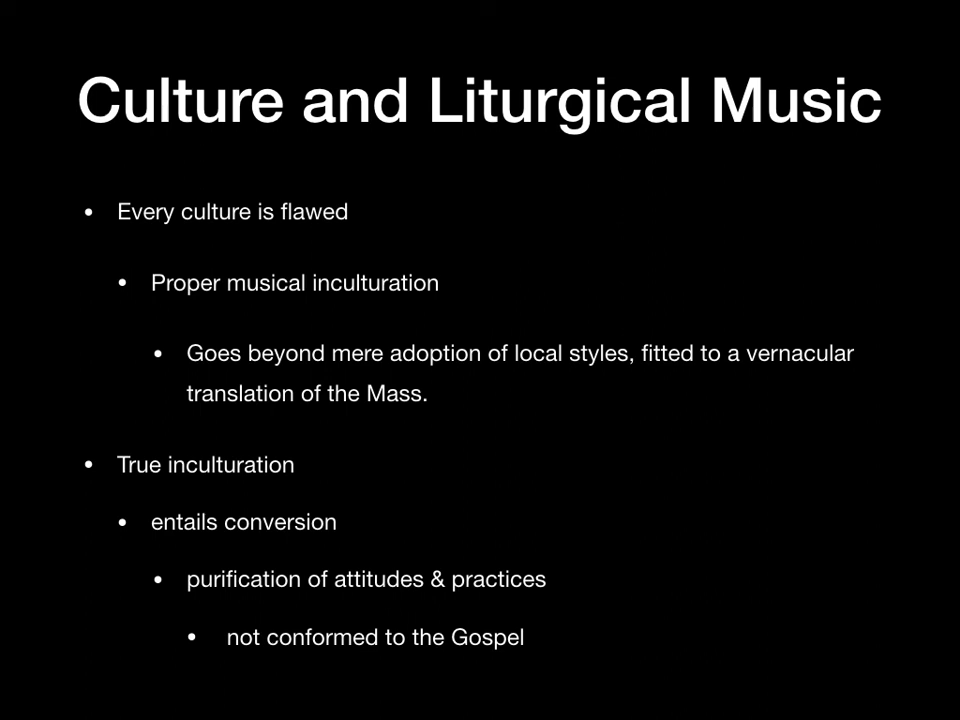 Culture and Liturgical Music
• Every culture is flawed
• Proper musical inculturation
• Goes beyond mere adoption of local styles, fitted to a vernacular
translation of the Mass.
• True inculturation
• entails conversion
• purification of attitudes & practices
• not conformed to the Gospel